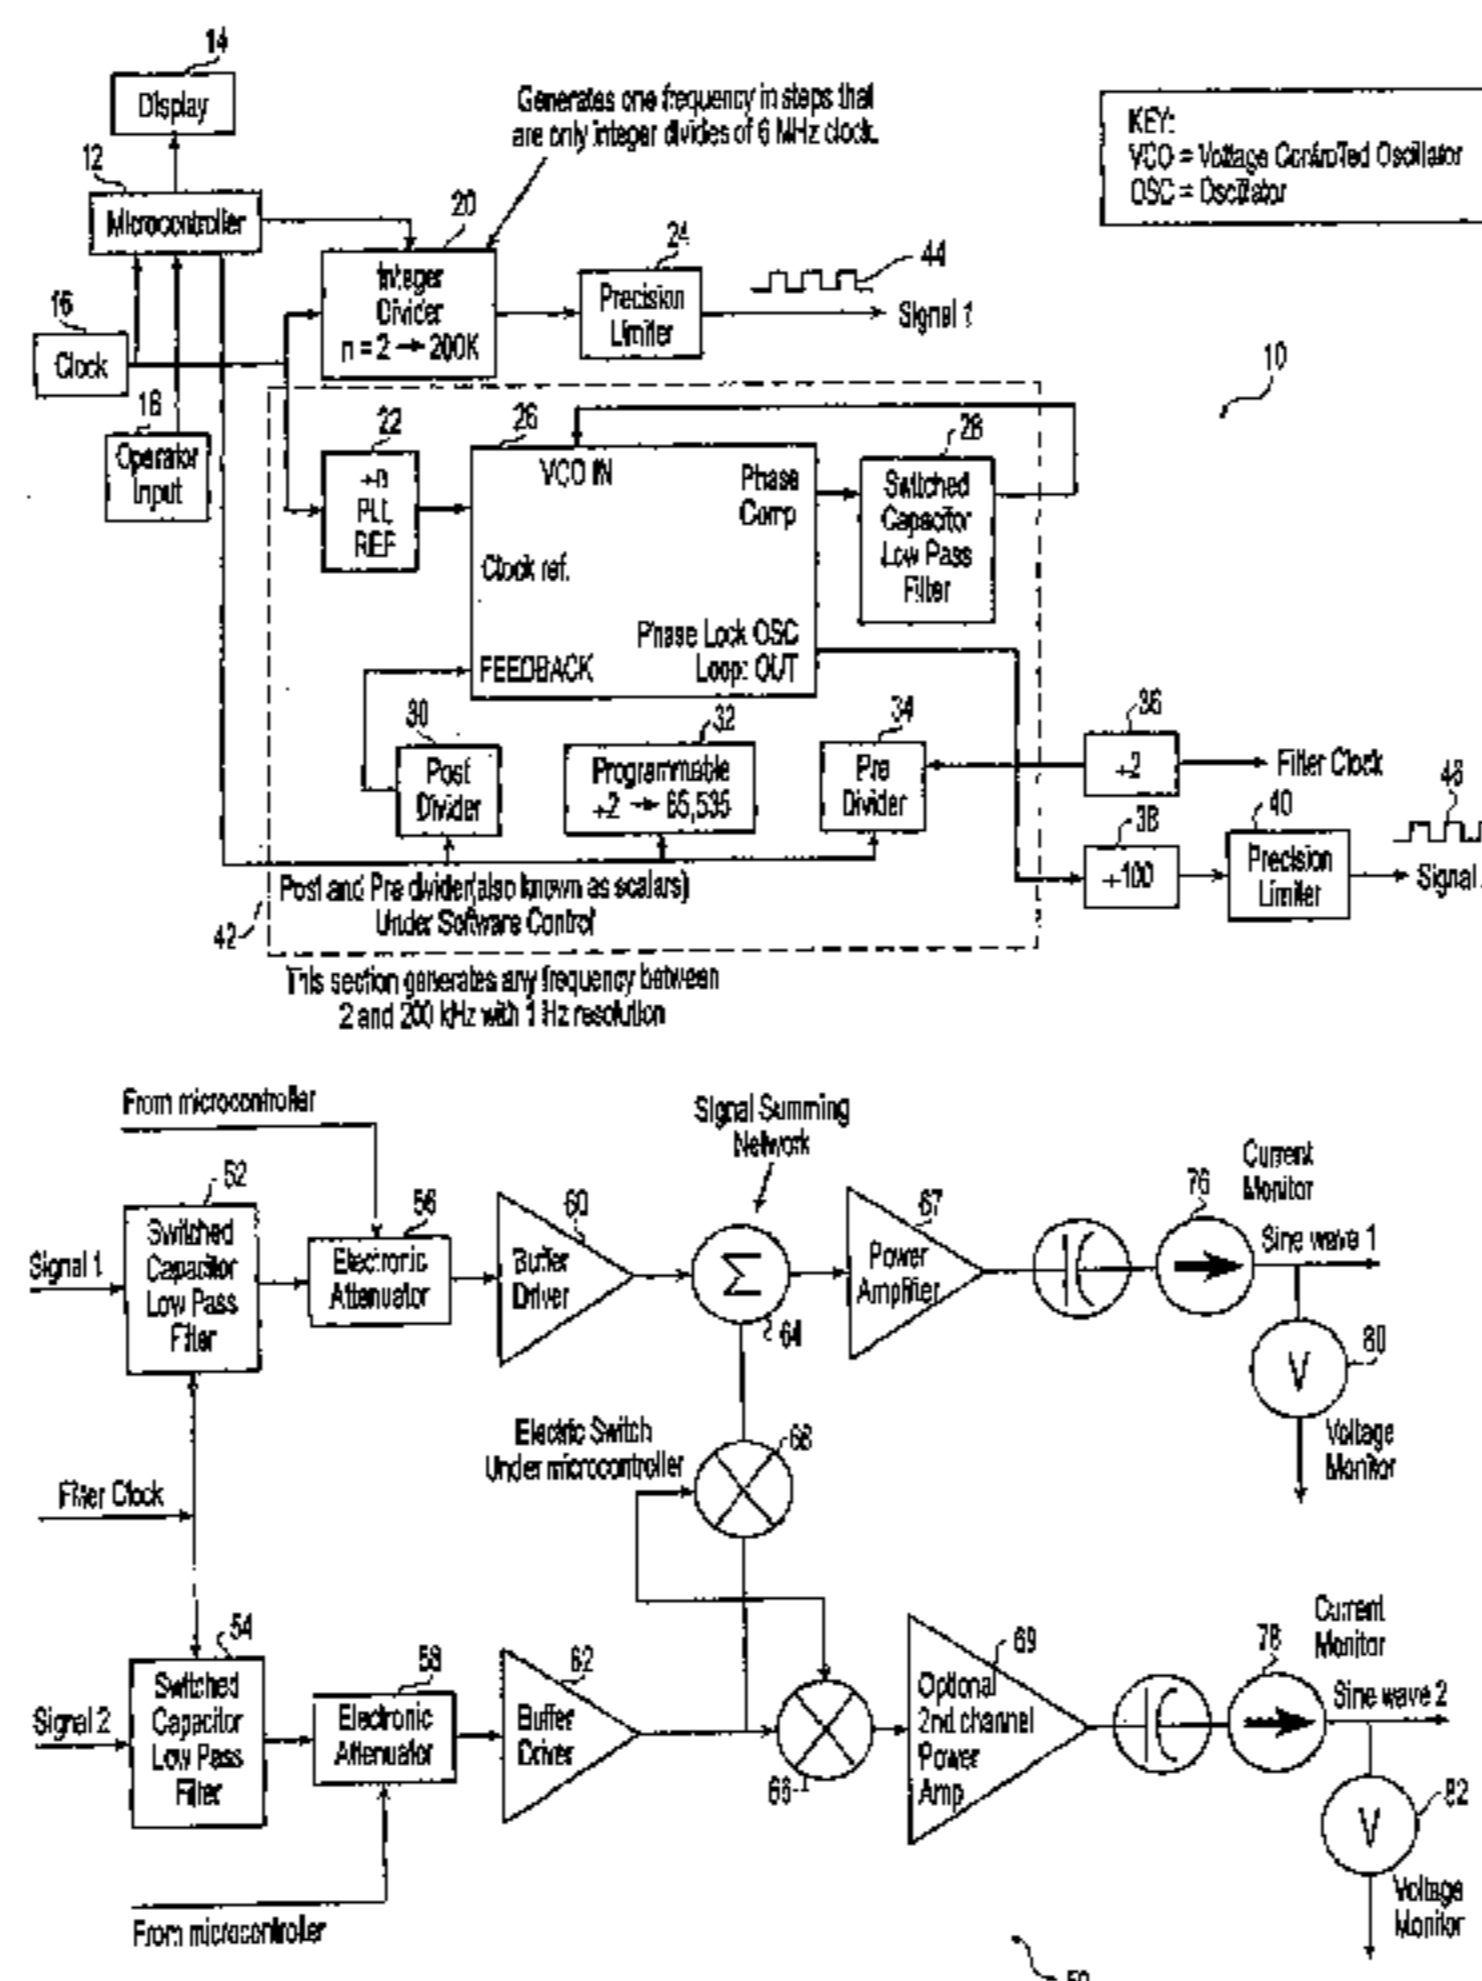 14
Display
Generates one frequency in steps that
are only integer divides of 6 MHz clock.
KEY:
VCO = Voltage Controlled Oscillator
OSC = Oscillator
12
Microcontroller
20
Integer
Divider
n = 2 → 200K
24
Precision
Limiter
44
Signal 1
16
Clock
10
18
Operator
Input
22
÷n
PLL
REF
26
VCO IN
Phase
Comp
Clock ref.
Phase Lock OSC
Loop: OUT
FEEDBACK
28
Switched
Capacitor
Low Pass
Filter
30
Post
Divider
32
Programmable
÷2 → 65,535
34
Pre
Divider
36
÷2
Filter Clock
38
÷100
40
Precision
Limiter
Signal
Post and Pre divider(also known as scalars)
Under Software Control
42
This section generates any frequency between
2 and 200 kHz with 1 Hz resolution
From microcontroller
Signal Summing
Network
52
Switched
Capacitor
Low Pass
Filter
Signal 1
56
Electronic
Attenuator
60
Buffer
Driver
Σ
64
67
Power
Amplifier
76
Current
Monitor
Sine wave 1
80
V
Voltage
Monitor
Electric Switch
Under microcontroller
68
Filter Clock
54
Switched
Capacitor
Low Pass
Filter
Signal 2
58
Electronic
Attenuator
62
Buffer
Driver
66
69
Optional
2nd channel
Power
Amp
78
Current
Monitor
Sine wave 2
82
V
Voltage
Monitor
From microcontroller
50